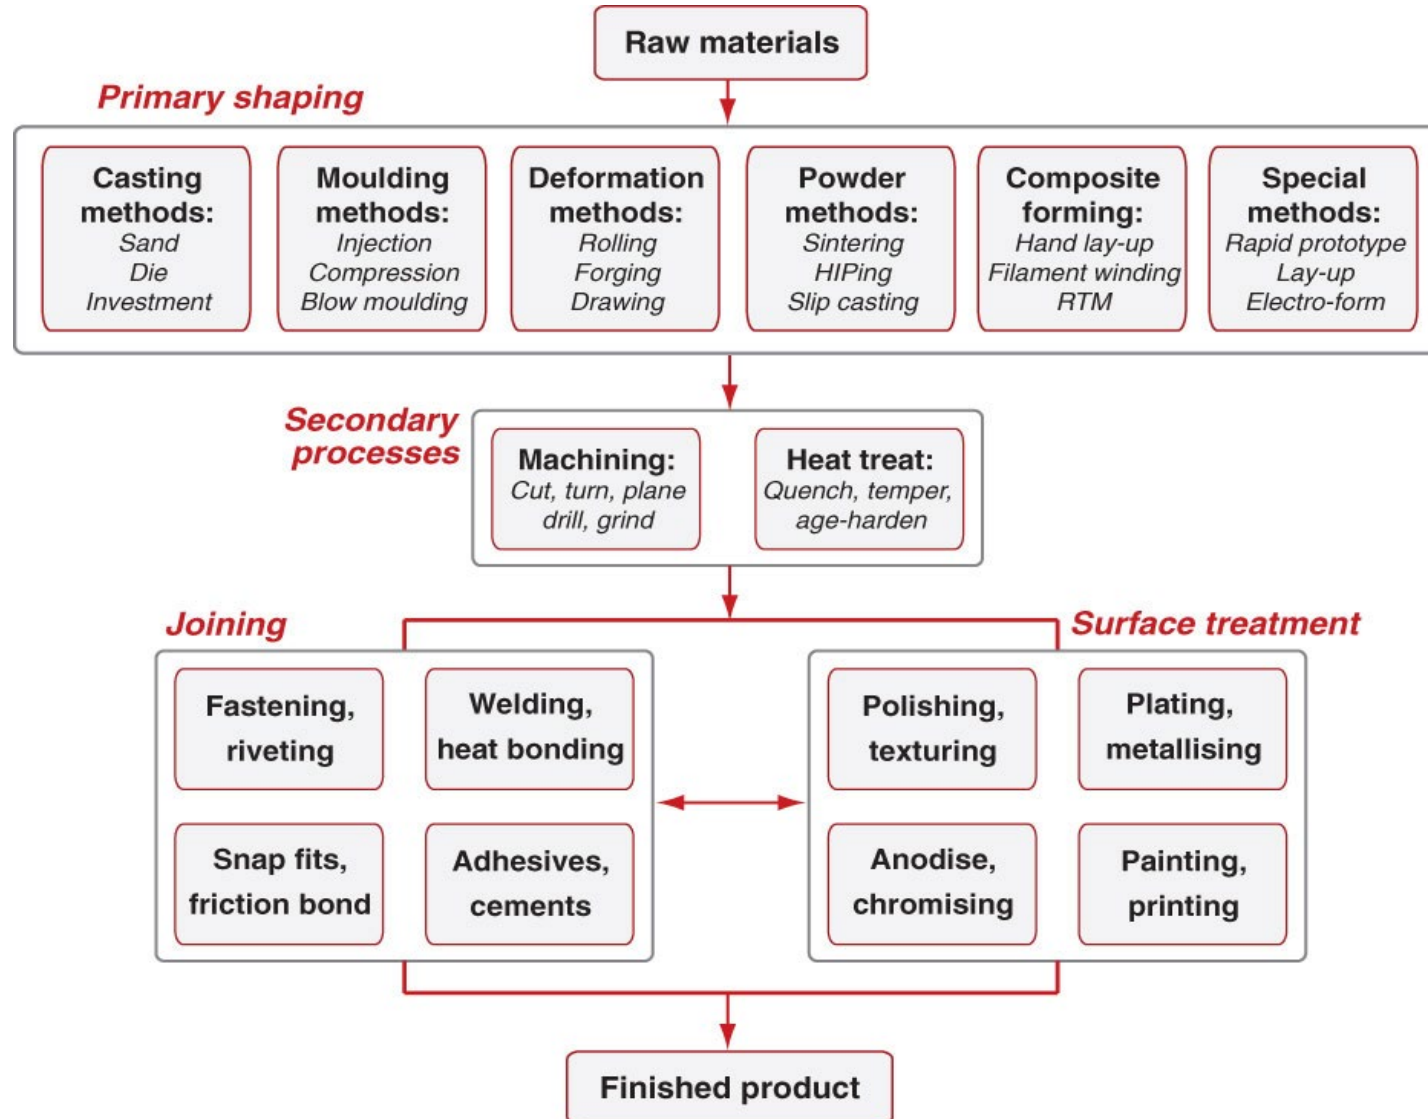 Raw materials
Primary shaping
Casting
methods:
Sand
Die
Investment
Moulding
methods:
Injection
Compression
Blow moulding
Deformation
methods:
Rolling
Forging
Drawing
Powder
methods:
Sintering
HIPing
Slip casting
Composite
forming:
Hand lay-up
Filament winding
RTM
Special
methods:
Rapid prototype
Lay-up
Electro-form
Secondary
processes
Machining:
Cut, turn, plane
drill, grind
Heat treat:
Quench, temper,
age-harden
Joining
Fastening,
riveting
Welding,
heat bonding
Snap fits,
friction bond
Adhesives,
cements
Surface treatment
Polishing,
texturing
Plating,
metallising
Anodise,
chromising
Painting,
printing
Finished product